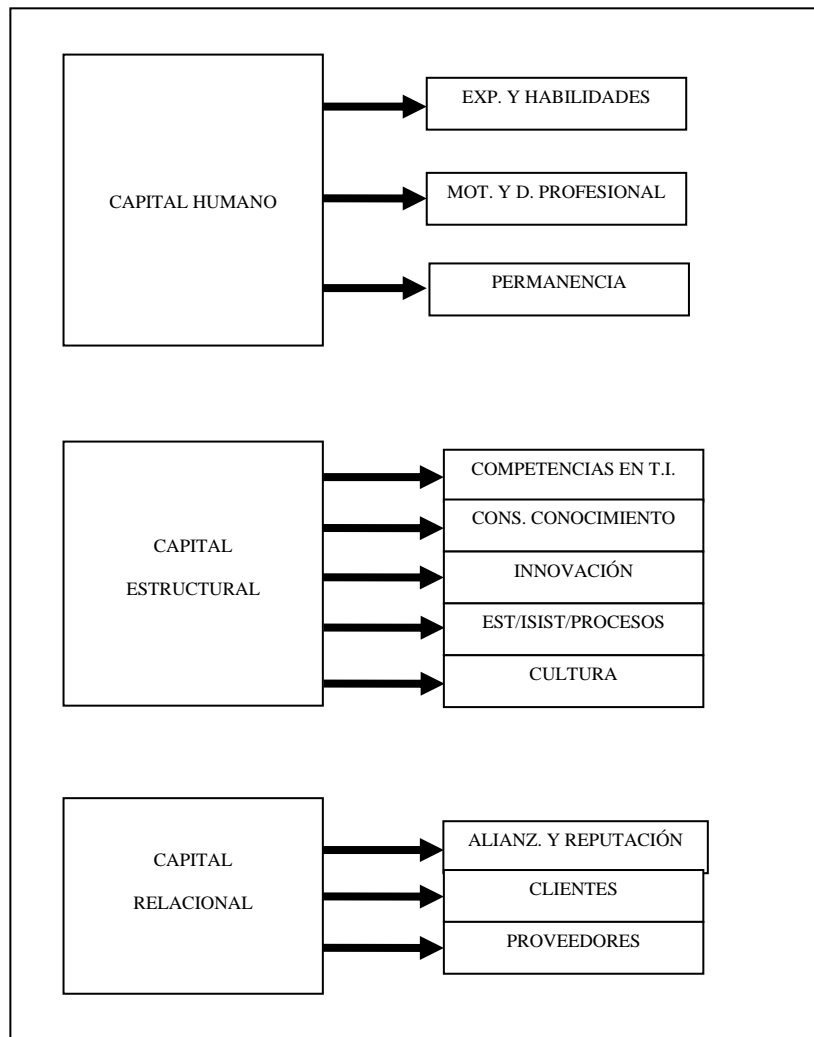 CAPITAL HUMANO
EXP. Y HABILIDADES
MOT. Y D. PROFESIONAL
PERMANENCIA
CAPITAL
ESTRUCTURAL
COMPETENCIAS EN T.I.
CONS. CONOCIMIENTO
INNOVACIÓN
EST/ISIST/PROCESOS
CULTURA
CAPITAL
RELACIONAL
ALIANZ. Y REPUTACIÓN
CLIENTES
PROVEEDORES